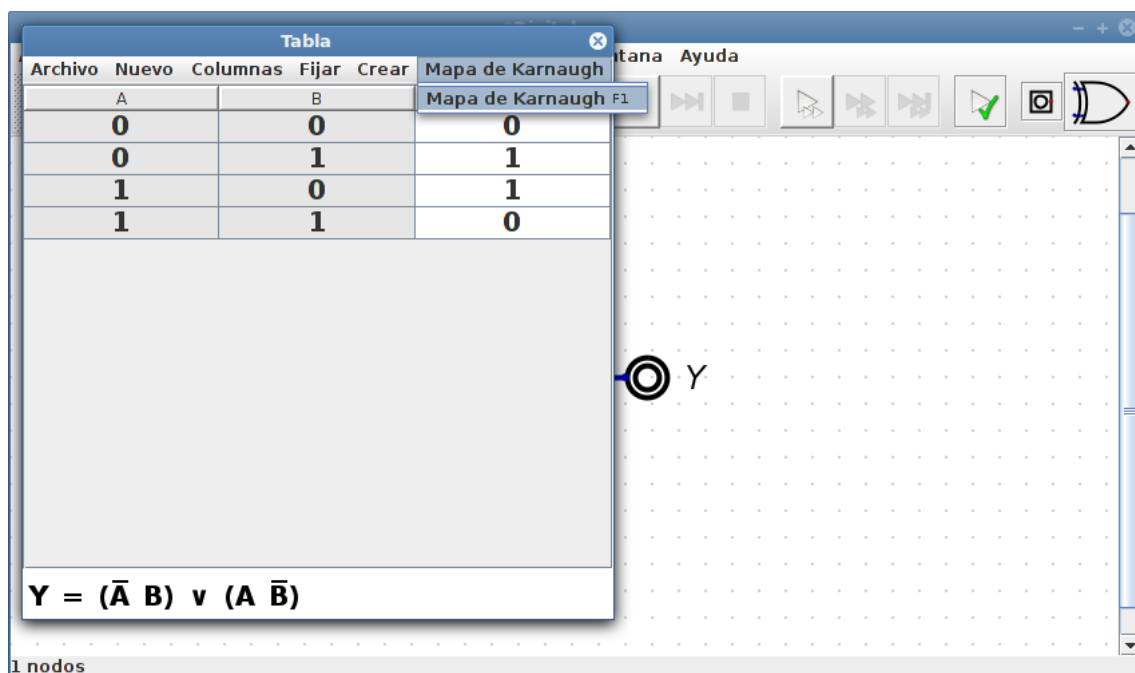 Tabla
Archivo Nuevo Columnas Fijar Crear Mapa de Karnaugh
Ayuda
A B
Mapa de Karnaugh F1
0 0 0
0 1 1
1 0 1
1 1 0
Y
Y = (A̅ B) ∨ (A B̅)
1 nodos